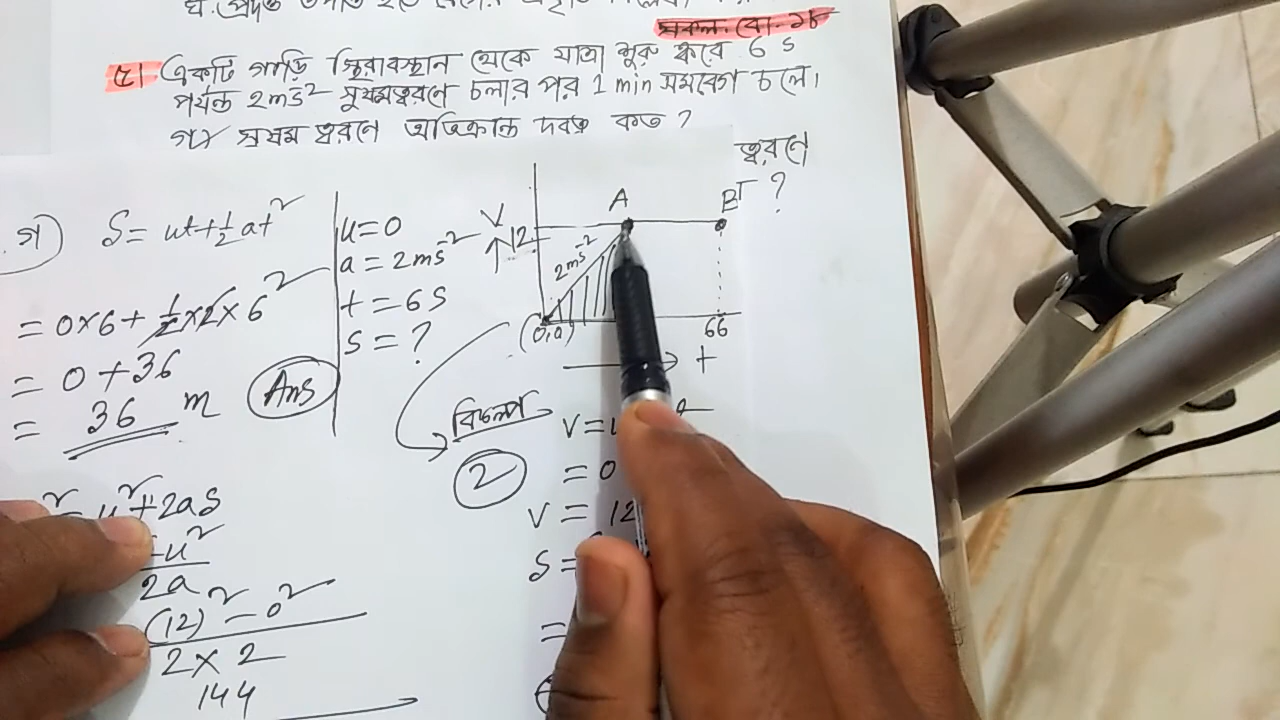 সকল. বো. ১৮
৫। একটি গাড়ি স্থিরাবস্থান থেকে যাত্রা শুরু করে 6 s
পর্যন্ত 2ms⁻² সুষমত্বরণে চলার পর 1 min সমবেগে চলে।
গ) সুষম ত্বরণে অতিক্রান্ত দূরত্ব কত ?
ত্বরণে
?
গ) S = ut + ½ at²
= 0×6 + ½×2×6²
= 0 + 36
= 36 m Ans
u = 0
a = 2ms⁻²
t = 6s
s = ?
V
12
A
B
2ms⁻²
(0,0)
66
t
বিকল্প
2
V =
= 0
V = 12
S =
=
u² + 2as
- u²
2a
(12)² - 0²
2 × 2
144